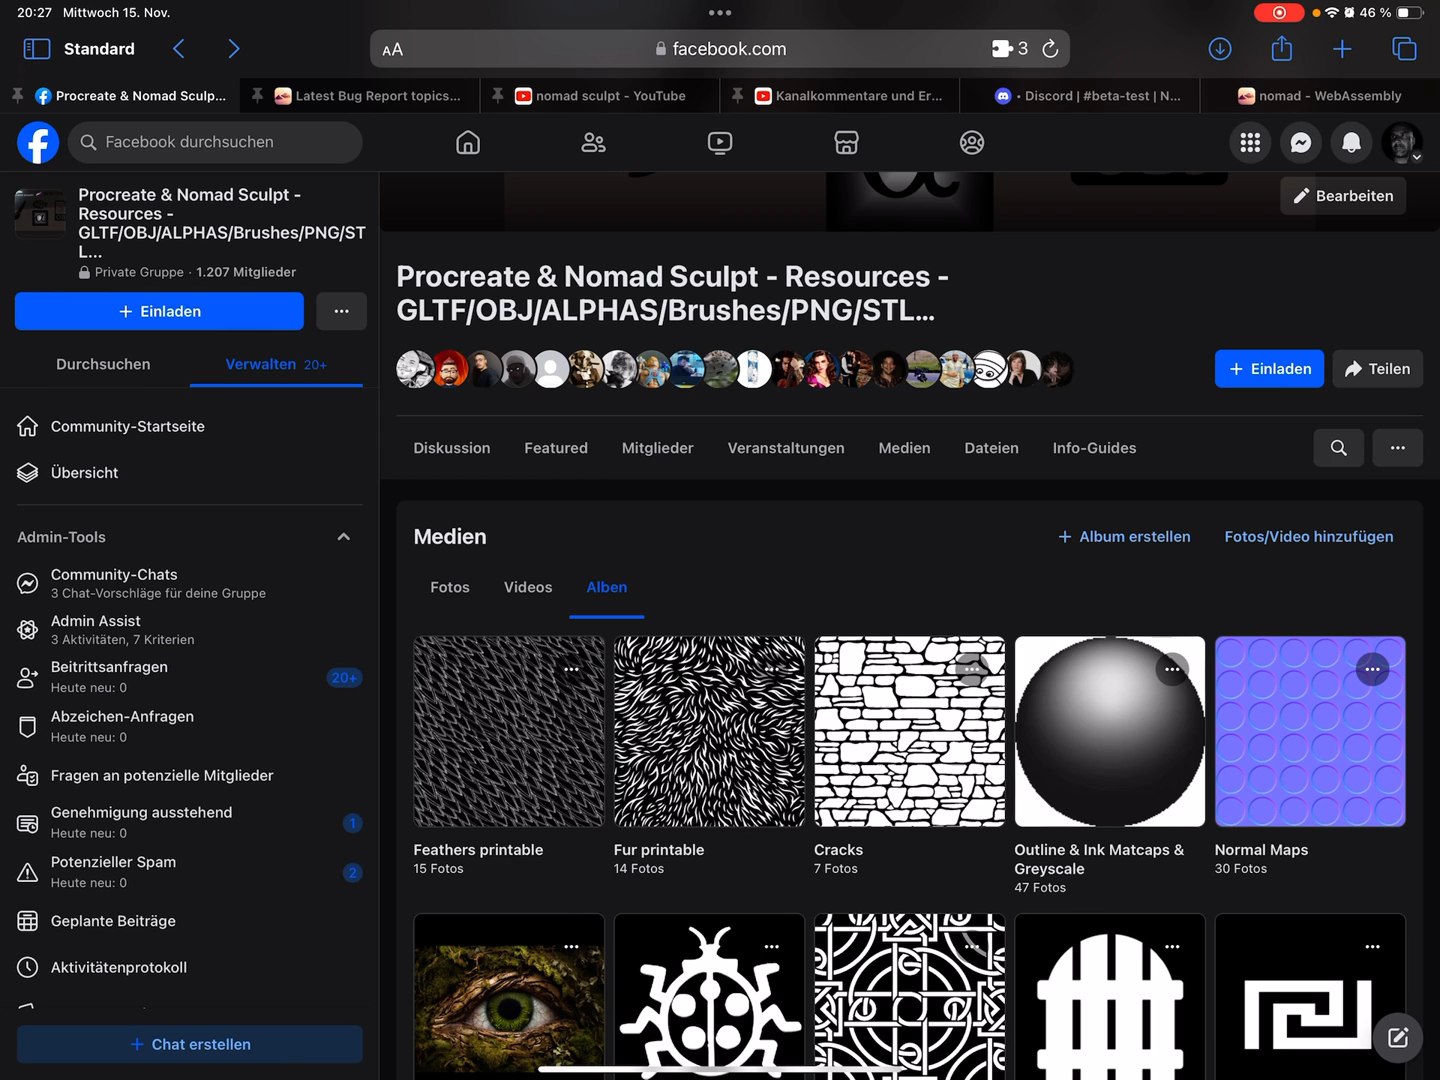 20:27 Mittwoch 15. Nov.
46 %
Standard
AA
facebook.com
3
Procreate & Nomad Sculp...
Latest Bug Report topics...
nomad sculpt - YouTube
Kanalkommentare und Er...
• Discord | #beta-test | N...
nomad - WebAssembly
Facebook durchsuchen
Procreate & Nomad Sculpt -
Resources -
GLTF/OBJ/ALPHAS/Brushes/PNG/ST
L...
Private Gruppe · 1.207 Mitglieder
+ Einladen
Durchsuchen
Verwalten 20+
Community-Startseite
Übersicht
Admin-Tools
Community-Chats
3 Chat-Vorschläge für deine Gruppe
Admin Assist
3 Aktivitäten, 7 Kriterien
Beitrittsanfragen
Heute neu: 0
20+
Abzeichen-Anfragen
Heute neu: 0
Fragen an potenzielle Mitglieder
Genehmigung ausstehend
Heute neu: 0
1
Potenzieller Spam
Heute neu: 0
2
Geplante Beiträge
Aktivitätenprotokoll
+ Chat erstellen
Bearbeiten
Procreate & Nomad Sculpt - Resources -
GLTF/OBJ/ALPHAS/Brushes/PNG/STL...
+ Einladen
Teilen
Diskussion
Featured
Mitglieder
Veranstaltungen
Medien
Dateien
Info-Guides
Medien
+ Album erstellen
Fotos/Video hinzufügen
Fotos
Videos
Alben
Feathers printable
15 Fotos
Fur printable
14 Fotos
Cracks
7 Fotos
Outline & Ink Matcaps &
Greyscale
47 Fotos
Normal Maps
30 Fotos